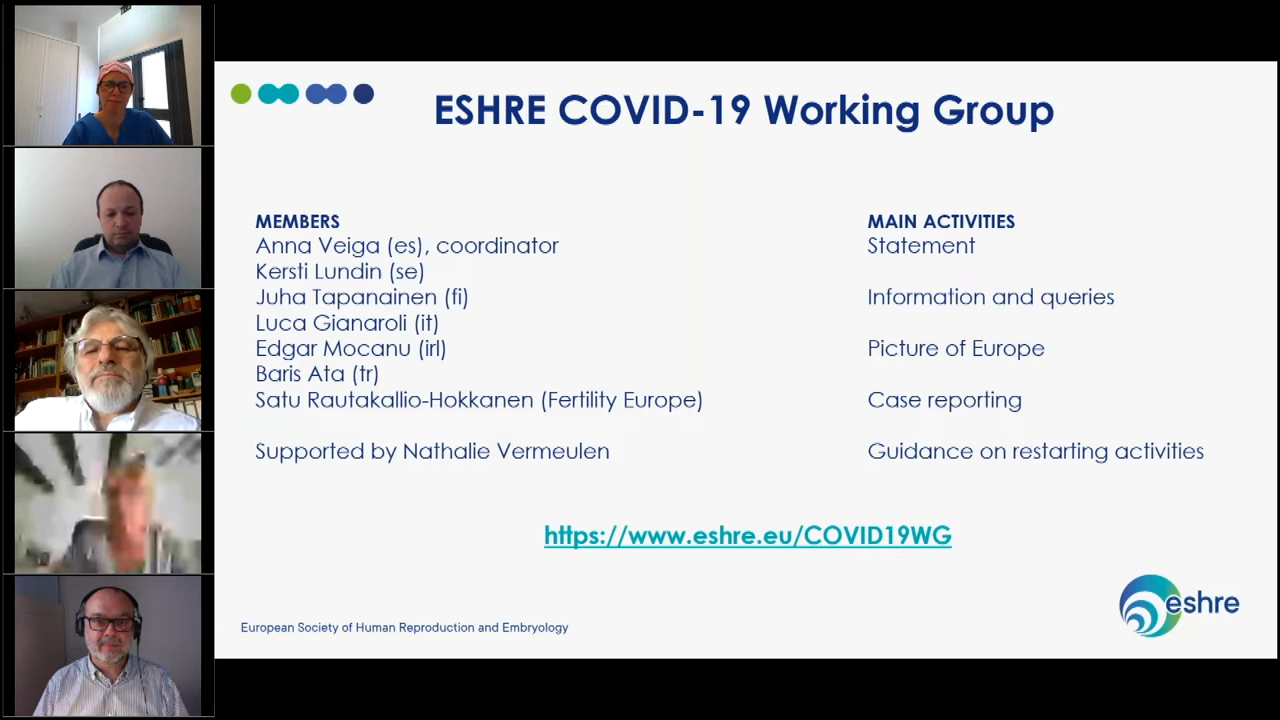 ESHRE COVID-19 Working Group
MEMBERS
Anna Veiga (es), coordinator
Kersti Lundin (se)
Juha Tapanainen (fi)
Luca Gianaroli (it)
Edgar Mocanu (irl)
Baris Ata (tr)
Satu Rautakallio-Hokkanen (Fertility Europe)
Supported by Nathalie Vermeulen
MAIN ACTIVITIES
Statement
Information and queries
Picture of Europe
Case reporting
Guidance on restarting activities
https://www.eshre.eu/COVID19WG
European Society of Human Reproduction and Embryology
eshre